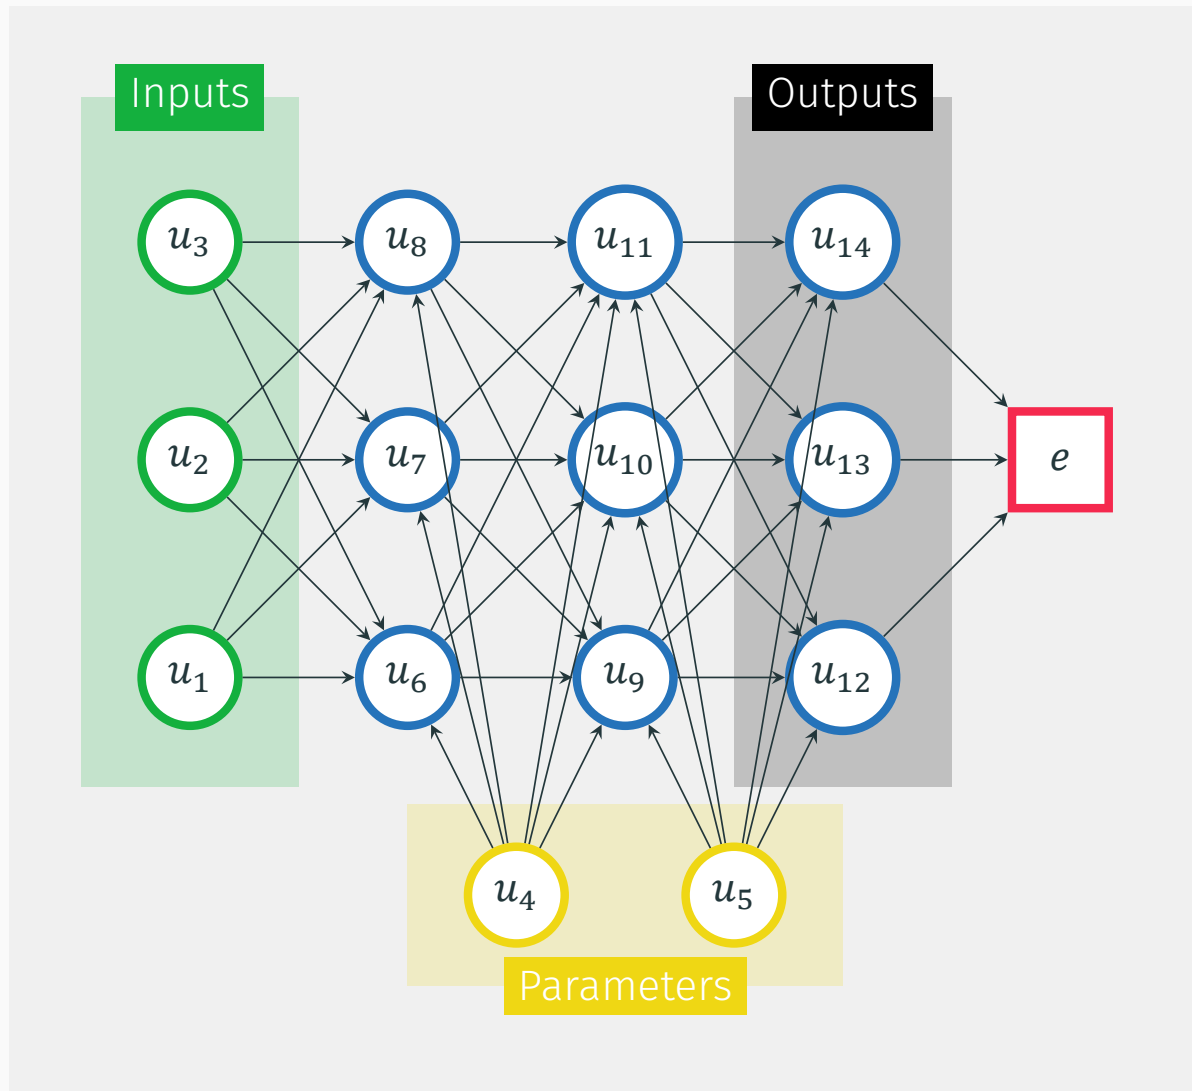 Inputs
Outputs
u₃
u₈
u₁₁
u₁₄
u₂
u₇
u₁₀
u₁₃
e
u₁
u₆
u₉
u₁₂
u₄
u₅
Parameters